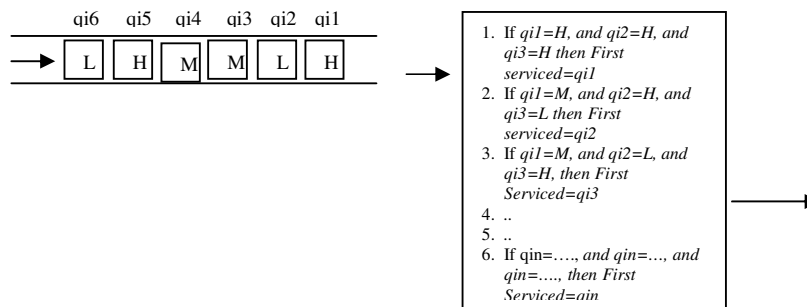 qi6 qi5 qi4 qi3 qi2 qi1
L H M M L H
1. If qi1=H, and qi2=H, and
qi3=H then First
serviced=qi1
2. If qi1=M, and qi2=H, and
qi3=L then First
serviced=qi2
3. If qi1=M, and qi2=L, and
qi3=H, then First
Serviced=qi3
4. ..
5. ..
6. If qin=…., and qin=…, and
qin=…., then First
Serviced=qin